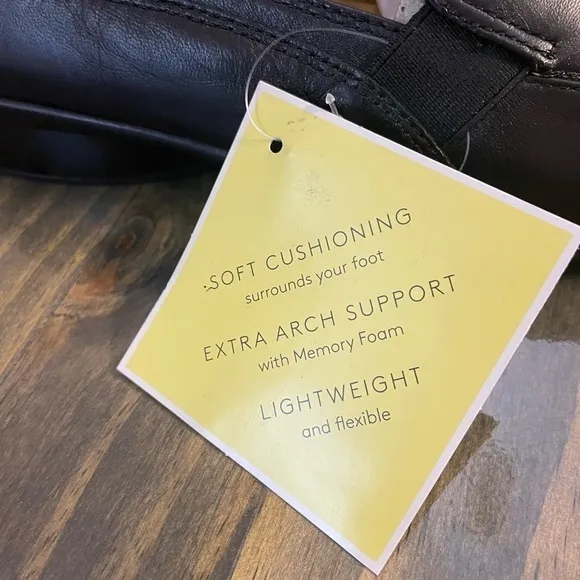 SOFT CUSHIONING
surrounds your foot
EXTRA ARCH SUPPORT
with Memory Foam
LIGHTWEIGHT
and flexible